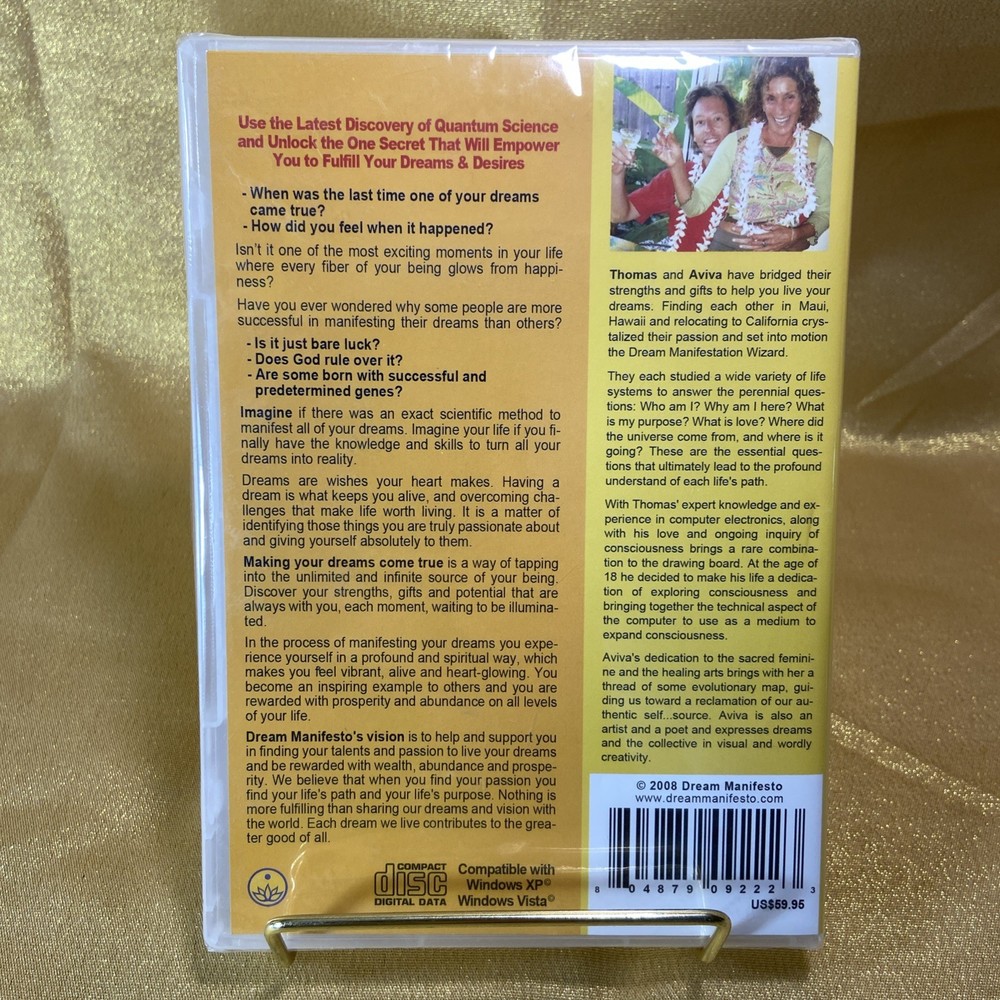 Use the Latest Discovery of Quantum Science
and Unlock the One Secret That Will Empower
You to Fulfill Your Dreams & Desires
- When was the last time one of your dreams
came true?
- How did you feel when it happened?
Isn't it one of the most exciting moments in your life
where every fiber of your being glows from happi-
ness?
Have you ever wondered why some people are more
successful in manifesting their dreams than others?
- Is it just bare luck?
- Does God rule over it?
- Are some born with successful and
predetermined genes?
Imagine if there was an exact scientific method to
manifest all of your dreams. Imagine your life if you fi-
nally have the knowledge and skills to turn all your
dreams into reality.
Dreams are wishes your heart makes. Having a
dream is what keeps you alive, and overcoming cha-
llenges that make life worth living. It is a matter of
identifying those things you are truly passionate about
and giving yourself absolutely to them.
Making your dreams come true is a way of tapping
into the unlimited and infinite source of your being.
Discover your strengths, gifts and potential that are
always with you, each moment, waiting to be illumina-
ted.
In the process of manifesting your dreams you expe-
rience yourself in a profound and spiritual way, which
makes you feel vibrant, alive and heart-glowing. You
become an inspiring example to others and you are
rewarded with prosperity and abundance on all levels
of your life.
Dream Manifesto's vision is to help and support you
in finding your talents and passion to live your dreams
and be rewarded with wealth, abundance and prospe-
rity. We believe that when you find your passion you
find your life's path and your life's purpose. Nothing is
more fulfilling than sharing our dreams and vision with
the world. Each dream we live contributes to the grea-
ter good of all.
COMPACT
disc
DIGITAL DATA
Compatible with
Windows XP©
Windows Vista©
Thomas and Aviva have bridged their
strengths and gifts to help you live your
dreams. Finding each other in Maui,
Hawaii and relocating to California crys-
talized their passion and set into motion
the Dream Manifestation Wizard.
They each studied a wide variety of life
systems to answer the perennial ques-
tions: Who am I? Why am I here? What
is my purpose? What is love? Where did
the universe come from, and where is it
going? These are the essential ques-
tions that ultimately lead to the profound
understand of each life's path.
With Thomas' expert knowledge and ex-
perience in computer electronics, along
with his love and ongoing inquiry of
consciousness brings a rare combina-
tion to the drawing board. At the age of
18 he decided to make his life a dedica-
tion of exploring consciousness and
bringing together the technical aspect of
the computer to use as a medium to
expand consciousness.
Aviva's dedication to the sacred femini-
ne and the healing arts brings with her a
thread of some evolutionary map, gui-
ding us toward a reclamation of our au-
thentic self...source. Aviva is also an
artist and a poet and expresses dreams
and the collective in visual and wordly
creativity.
© 2008 Dream Manifesto
www.dreammanifesto.com
8 04879 09222 3
US$59.95